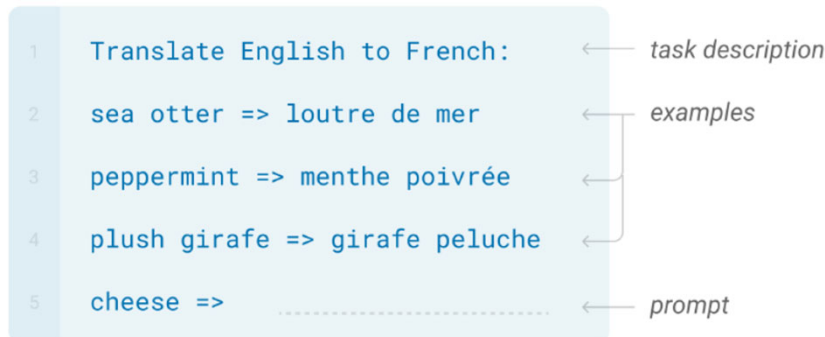 1 Translate English to French: task description
2 sea otter => loutre de mer examples
3 peppermint => menthe poivrée
4 plush girafe => girafe peluche
5 cheese => prompt